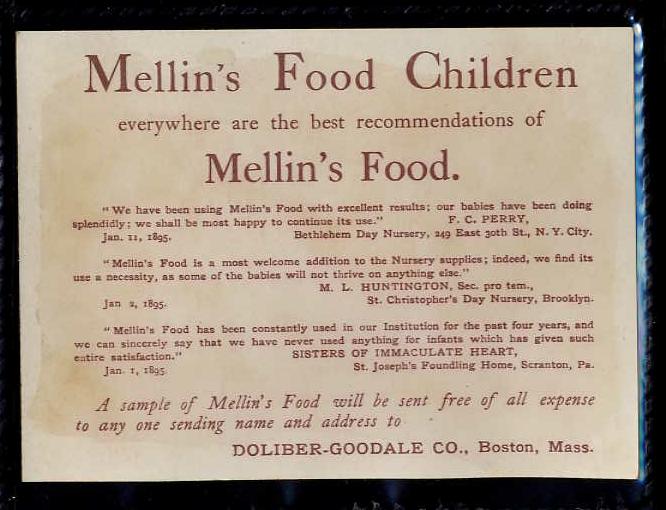 Mellin's Food Children
everywhere are the best recommendations of
Mellin's Food.
"We have been using Mellin's Food with excellent results; our babies have been doing
splendidly; we shall be most happy to continue its use." F. C. PERRY,
Jan. 11, 1895. Bethlehem Day Nursery, 249 East 30th St., N. Y. City.
"Mellin's Food is a most welcome addition to the Nursery supplies; indeed, we find its
use a necessity, as some of the babies will not thrive on anything else."
M. L. HUNTINGTON, Sec. pro tem.,
Jan 2, 1895. St. Christopher's Day Nursery, Brooklyn.
"Mellin's Food has been constantly used in our Institution for the past four years, and
we can sincerely say that we have never used anything for infants which has given such
entire satisfaction." SISTERS OF IMMACULATE HEART,
Jan. 1, 1895. St. Joseph's Foundling Home, Scranton, Pa.
A sample of Mellin's Food will be sent free of all expense
to any one sending name and address to
DOLIBER-GOODALE CO., Boston, Mass.